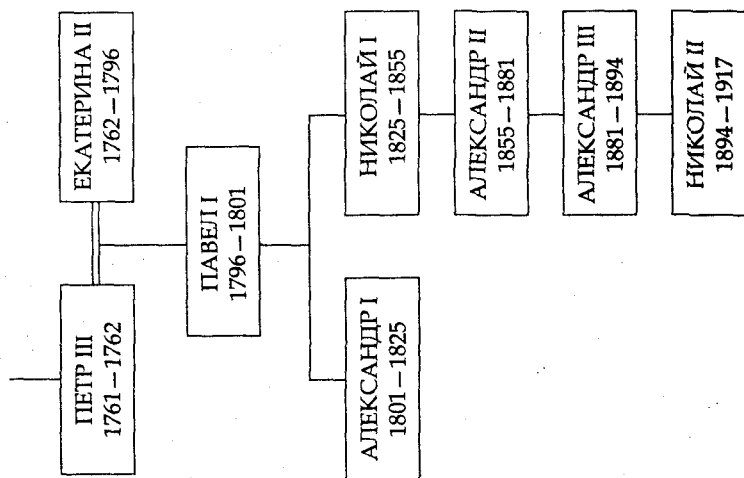 ПЕТР III
1761–1762
ЕКАТЕРИНА II
1762–1796
ПАВЕЛ I
1796–1801
АЛЕКСАНДР I
1801–1825
НИКОЛАЙ I
1825–1855
АЛЕКСАНДР II
1855–1881
АЛЕКСАНДР III
1881–1894
НИКОЛАЙ II
1894–1917